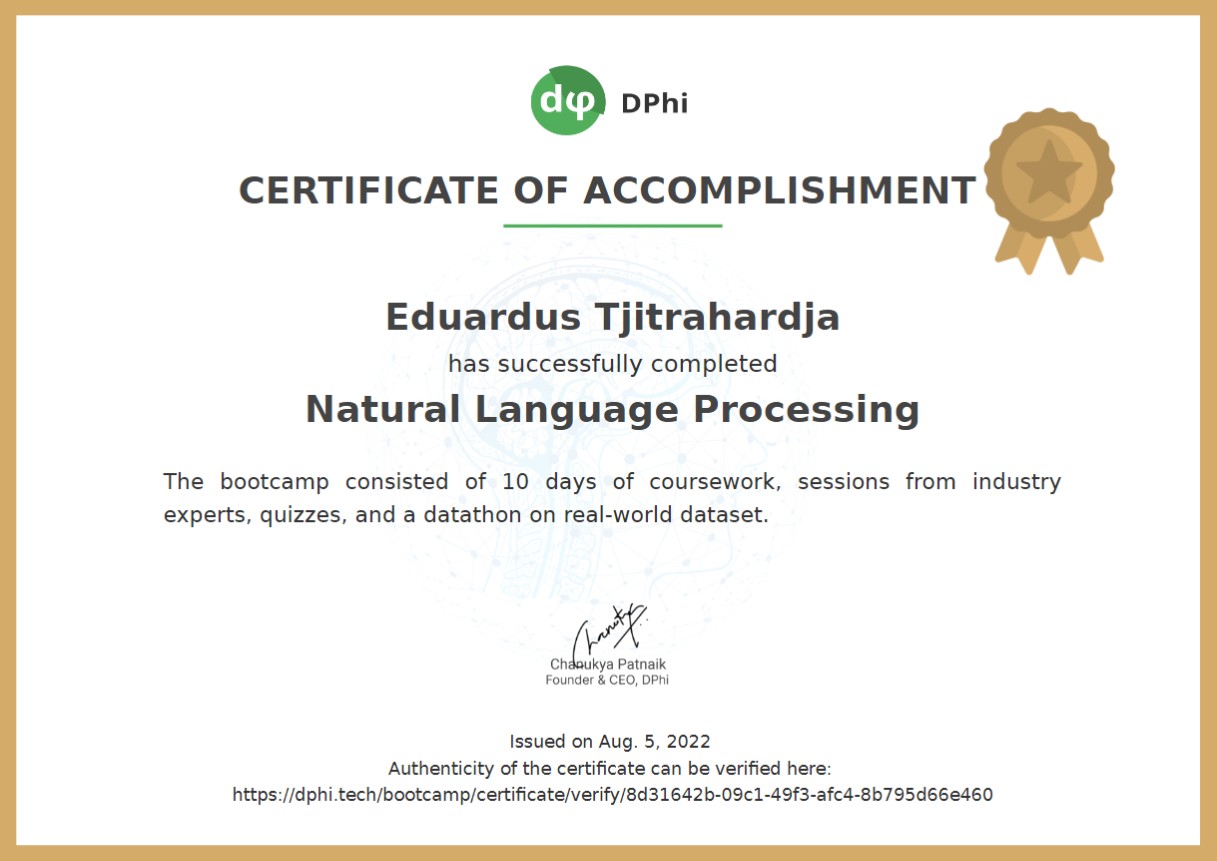 dφ DPhi
CERTIFICATE OF ACCOMPLISHMENT
Eduardus Tjitrahardja
has successfully completed
Natural Language Processing
The bootcamp consisted of 10 days of coursework, sessions from industry
experts, quizzes, and a datathon on real-world dataset.
Chanukya Patnaik
Founder & CEO, DPhi
Issued on Aug. 5, 2022
Authenticity of the certificate can be verified here:
https://dphi.tech/bootcamp/certificate/verify/8d31642b-09c1-49f3-afc4-8b795d66e460